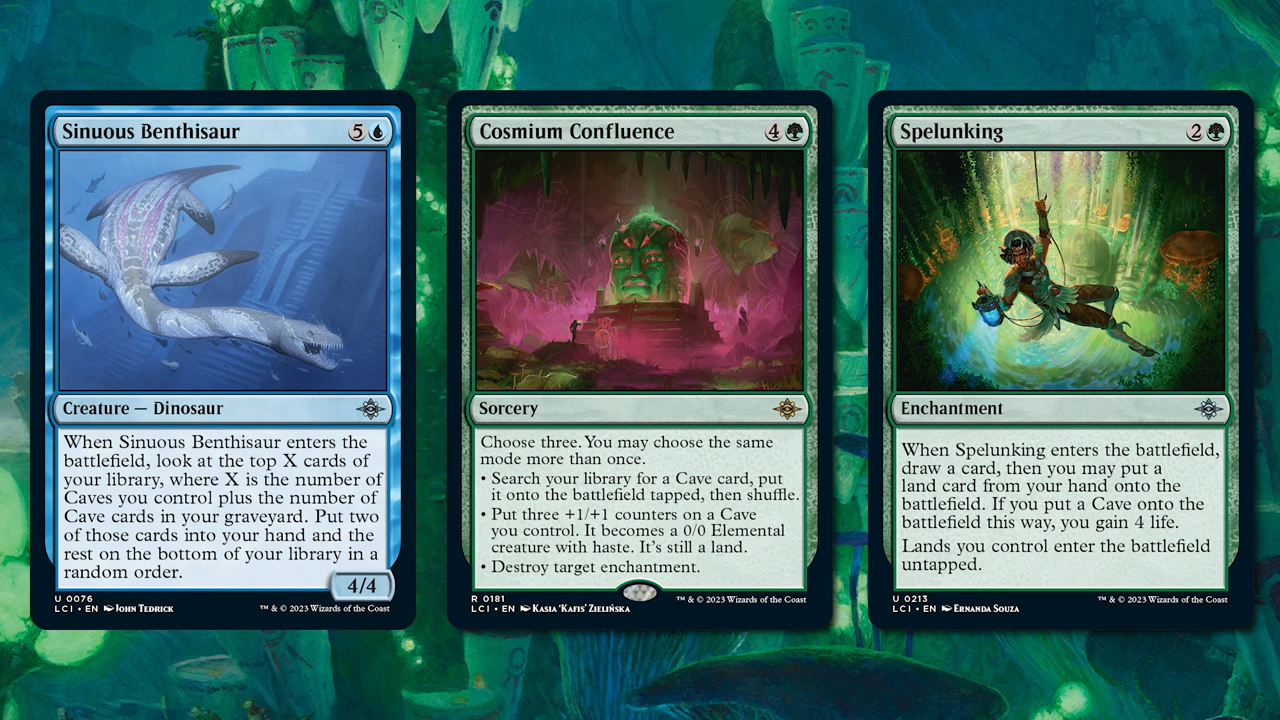 Sinuous Benthisaur 5
Creature — Dinosaur
When Sinuous Benthisaur enters the
battlefield, look at the top X cards of
your library, where X is the number of
Caves you control plus the number of
Cave cards in your graveyard. Put two
of those cards into your hand and the
rest on the bottom of your library in a
random order.
4/4
U 0076
LCI • EN JOHN TEDRICK
™ & © 2023 Wizards of the Coast
Cosmium Confluence 4
Sorcery
Choose three. You may choose the same
mode more than once.
• Search your library for a Cave card, put
it onto the battlefield tapped, then shuffle.
• Put three +1/+1 counters on a Cave
you control. It becomes a 0/0 Elemental
creature with haste. It's still a land.
• Destroy target enchantment.
R 0181
LCI • EN KASIA 'KAFIS' ZIELIŃSKA
™ & © 2023 Wizards of the Coast
Spelunking 2
Enchantment
When Spelunking enters the battlefield,
draw a card, then you may put a
land card from your hand onto the
battlefield. If you put a Cave onto the
battlefield this way, you gain 4 life.
Lands you control enter the battlefield
untapped.
U 0213
LCI • EN ERNANDA SOUZA
™ & © 2023 Wizards of the Coast